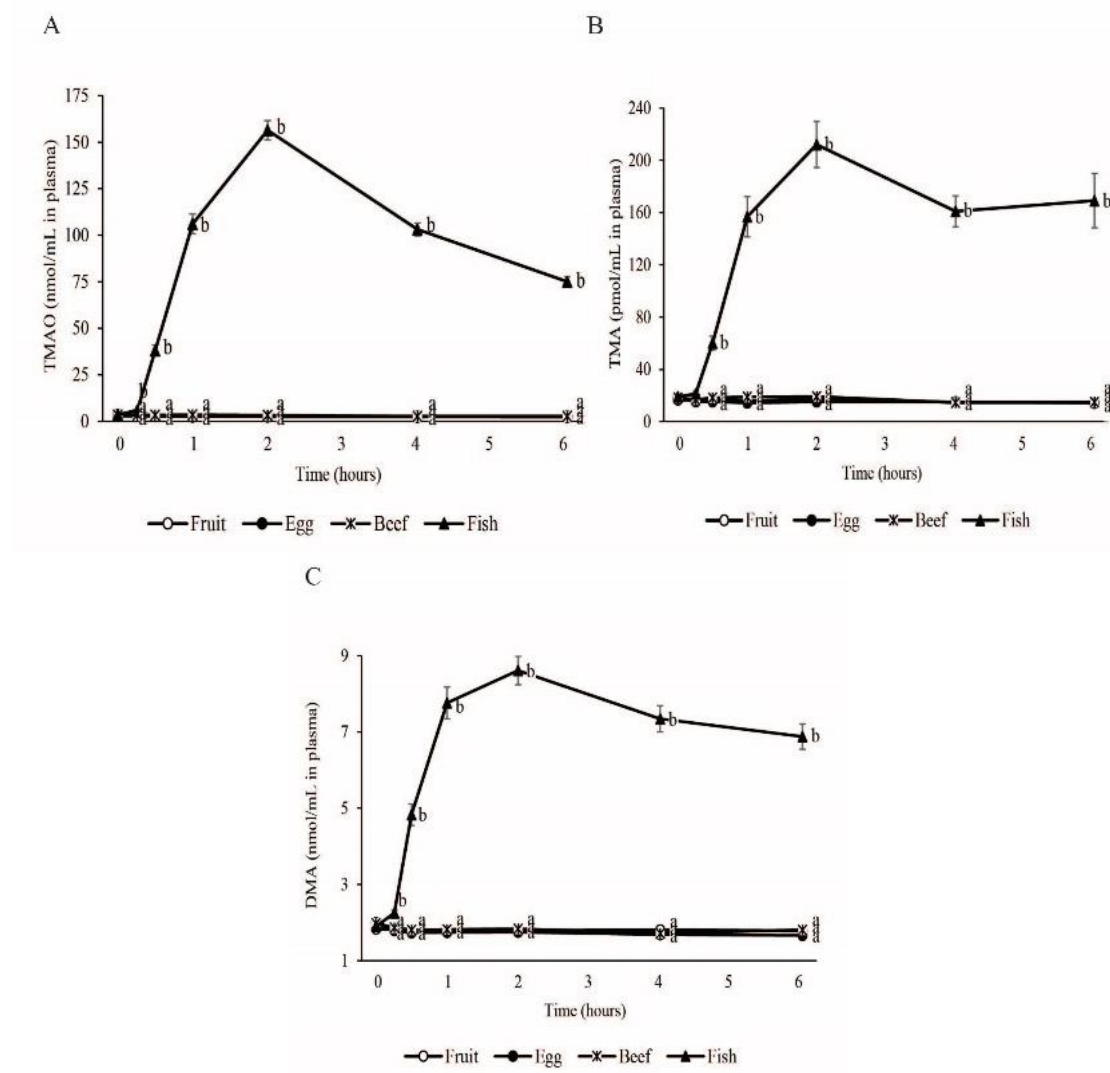 A
TMAO (nmol/mL in plasma)
175
150
125
100
75
50
25
0
b
b
b
b
b
b
a
a
a
a
a
0 1 2 3 4 5 6
Time (hours)
Fruit Egg Beef Fish
B
TMA (pmol/mL in plasma)
240
200
160
120
80
40
0
b
b
b
b
b
a
a
a
a
a
0 1 2 3 4 5 6
Time (hours)
Fruit Egg Beef Fish
C
DMA (nmol/mL in plasma)
9
7
5
3
1
b
b
b
b
b
b
a
a
a
a
a
0 1 2 3 4 5 6
Time (hours)
Fruit Egg Beef Fish